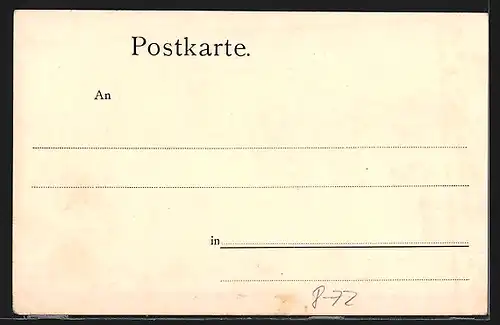 Postkarte.
An
in
8-72